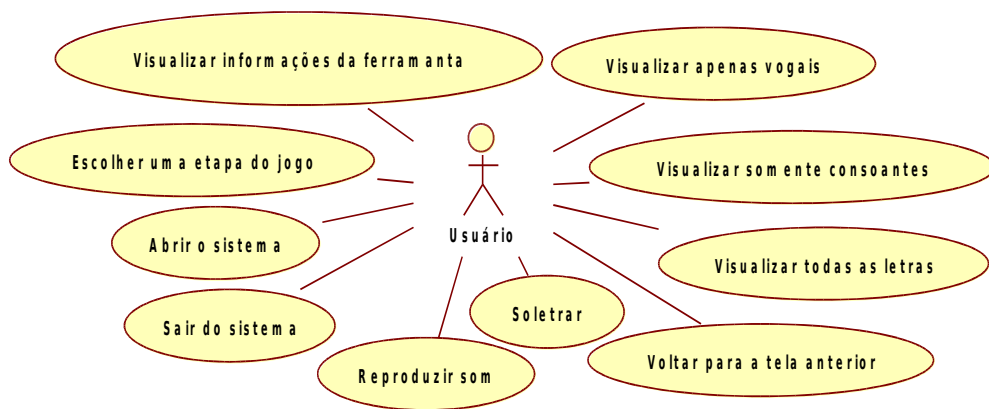 Visualizar informações da ferramanta
Visualizar apenas vogais
Escolher uma etapa do jogo
Visualizar somente consoantes
Abrir o sistema
Usuário
Visualizar todas as letras
Sair do sistema
Soletrar
Reproduzir som
Voltar para a tela anterior